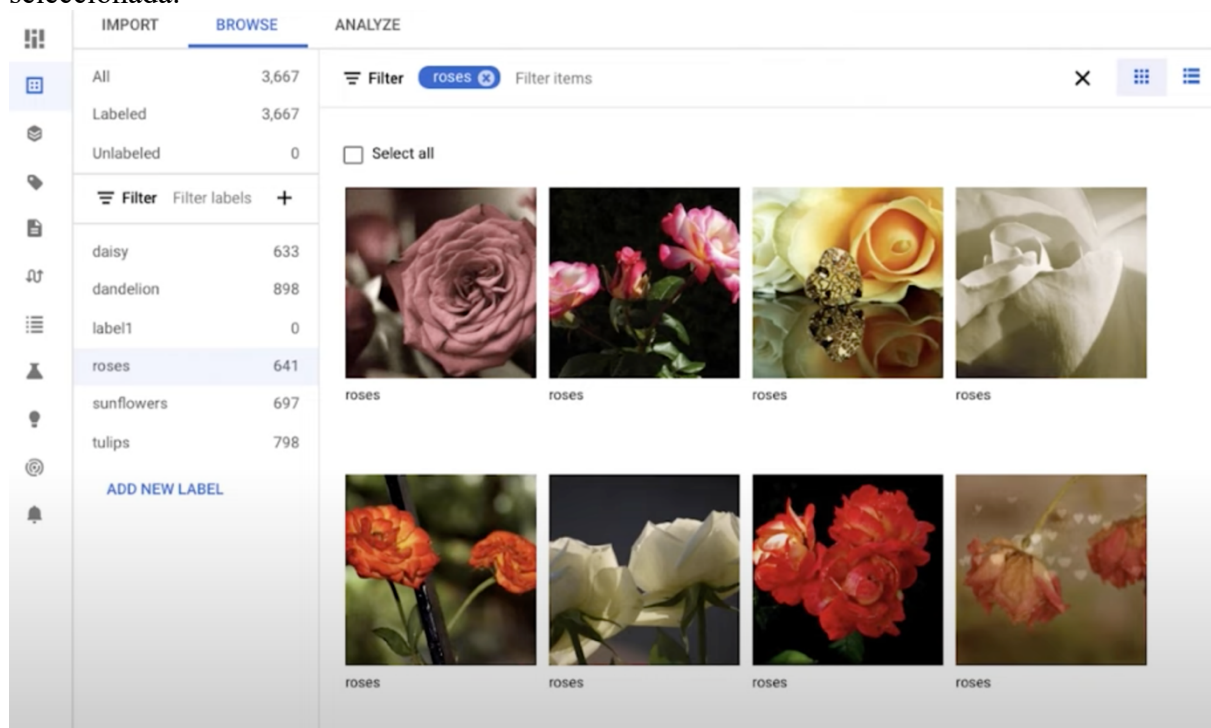 seleccionada.
IMPORT BROWSE ANALYZE
All 3,667
Labeled 3,667
Unlabeled 0
Filter Filter labels +
daisy 633
dandelion 898
label1 0
roses 641
sunflowers 697
tulips 798
ADD NEW LABEL
Filter roses Filter items
Select all
roses roses roses roses
roses roses roses roses